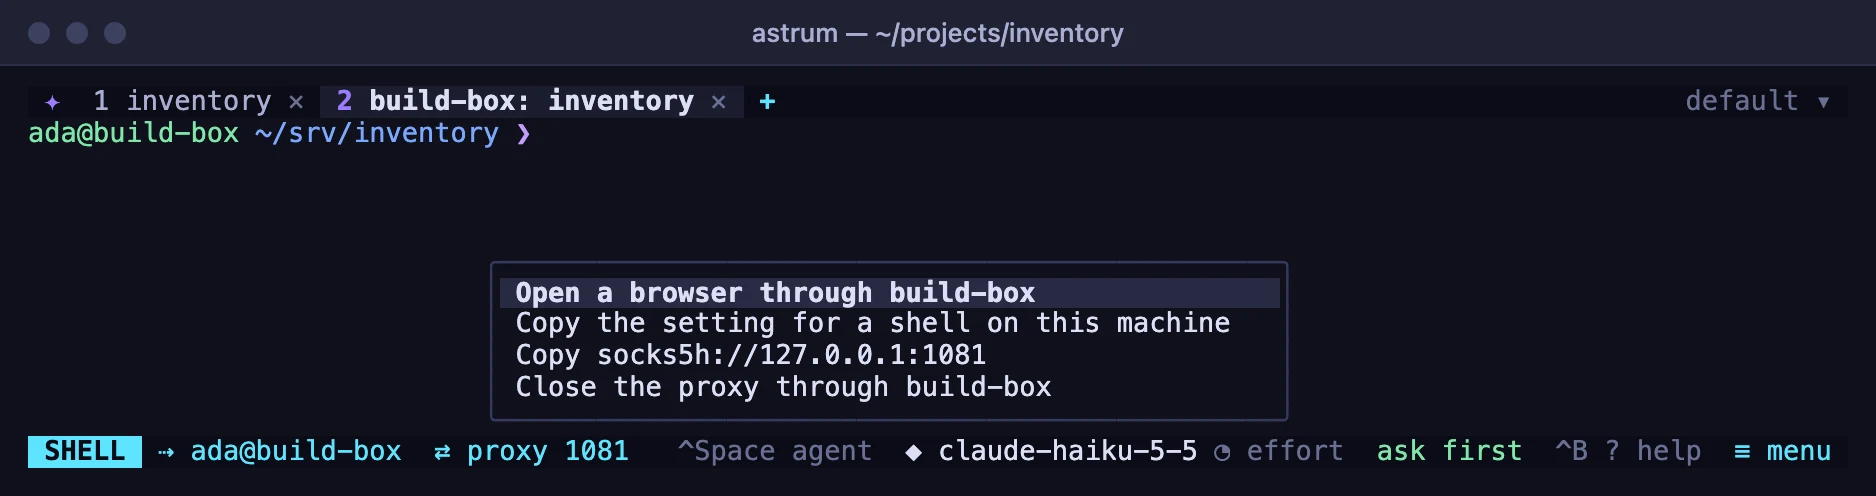 astrum — ~/projects/inventory
✦ 1 inventory × 2 build-box: inventory × + default ▾
ada@build-box ~/srv/inventory ❯
Open a browser through build-box
Copy the setting for a shell on this machine
Copy socks5h://127.0.0.1:1081
Close the proxy through build-box
SHELL ⇢ ada@build-box ⇄ proxy 1081 ^Space agent ◆ claude-haiku-5-5 ◔ effort ask first ^B ? help ≡ menu